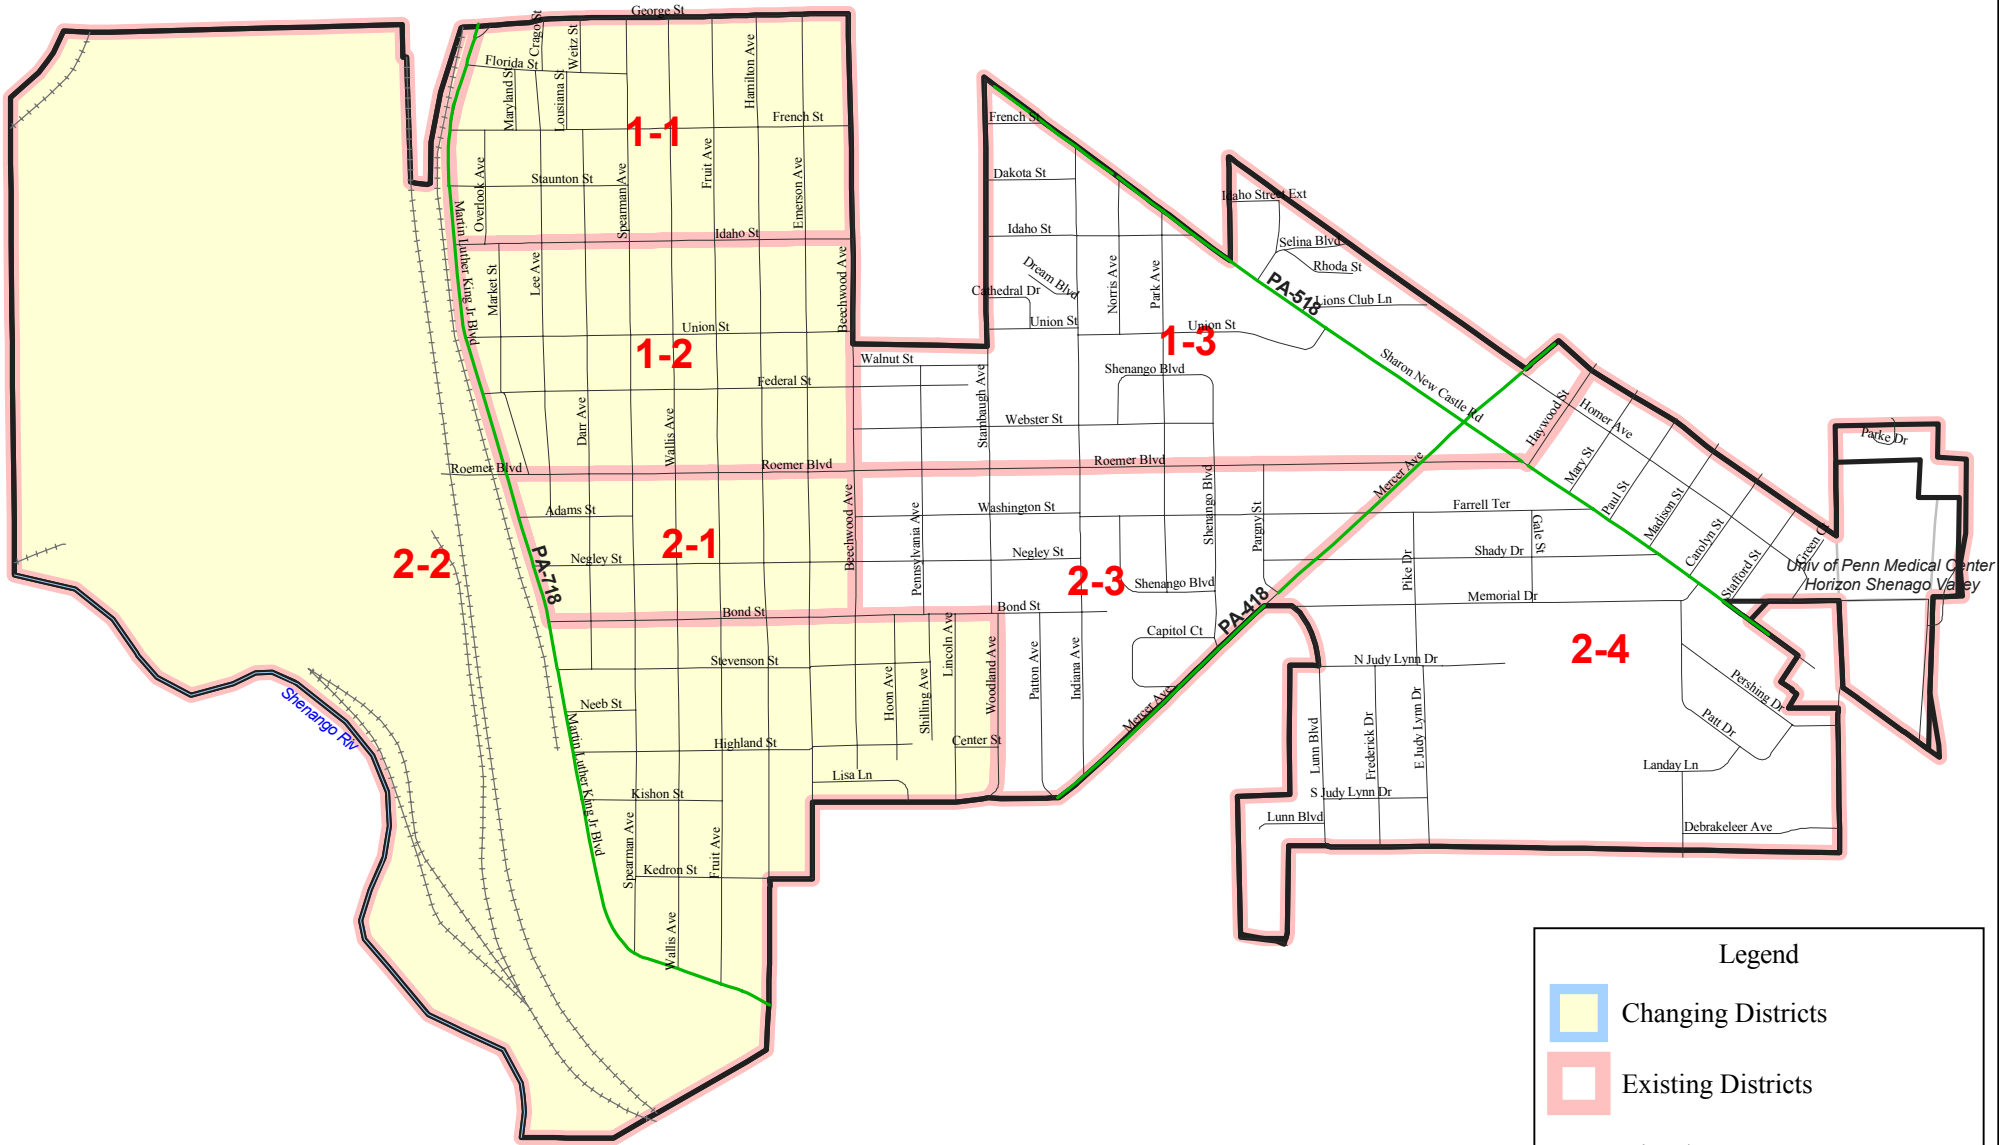 George St
Crago St
Weitz St
Florida St
Maryland St
Lousiana St
Hamilton Ave
1-1
French St
French St
Fruit Ave
Overlook Ave
Staunton St
Spearman Ave
Emerson Ave
Dakota St
Idaho Street Ext
Martin Luther King Jr Blvd
Idaho St
Idaho St
Selina Blvd
Rhoda St
Market St
Lee Ave
Beechwood Ave
Cathedral Dr
Dream Blvd
Norris Ave
Park Ave
PA-518
Lions Club Ln
Union St
Union St
Union St
1-2
1-3
Walnut St
Federal St
Stambaugh Ave
Shenango Blvd
Sharon New Castle Rd
Darr Ave
Wallis Ave
Webster St
Haywood St
Homer Ave
Parke Dr
Roemer Blvd
Roemer Blvd
Roemer Blvd
Mercer Ave
Mary St
Paul St
Madison St
Carolyn St
Stafford St
Green St
Adams St
Beechwood Ave
Pennsylvania Ave
Washington St
Shenango Blvd
Pargny St
Farrell Ter
Gale St
2-1
2-2
PA-718
Negley St
Negley St
2-3
Shenango Blvd
Pike Dr
Shady Dr
Univ of Penn Medical Center
Horizon Shenago Valley
Bond St
Bond St
PA-418
Memorial Dr
Capitol Ct
2-4
Stevenson St
Hoon Ave
Shilling Ave
Lincoln Ave
Woodland Ave
Patton Ave
Indiana Ave
Mercer Ave
N Judy Lynn Dr
Pershing Dr
Patt Dr
Shenango Riv
Neeb St
Martin Luther King Jr Blvd
Highland St
Center St
Lunn Blvd
Frederick Dr
E Judy Lynn Dr
Landay Ln
Lisa Ln
Kishon St
S Judy Lynn Dr
Lunn Blvd
Debrakeleer Ave
Spearman Ave
Fruit Ave
Kedron St
Wallis Ave
Legend
Changing Districts
Existing Districts